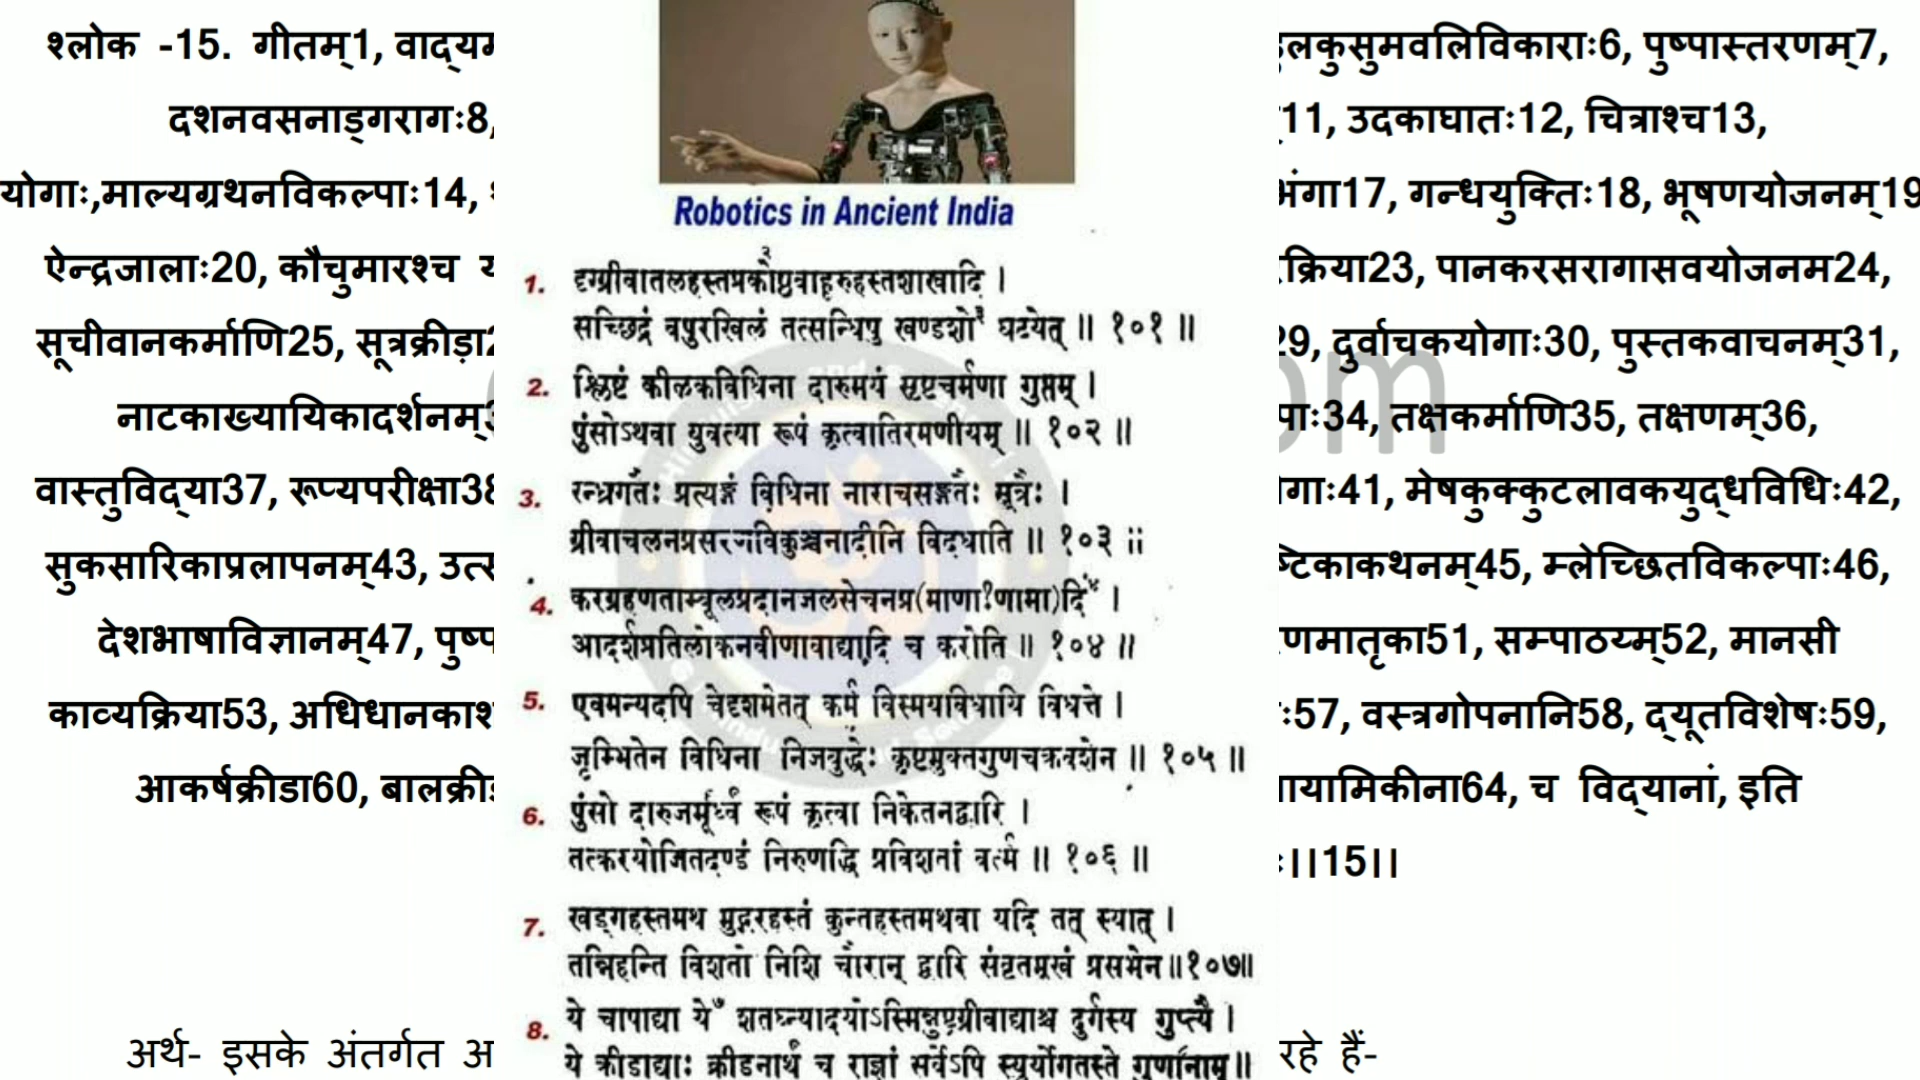 श्लोक -15. गीतम्1, वाद्यम
दशनवसनाड्गरागः8,
योगाः,माल्यग्रथनविकल्पाः14,
ऐन्द्रजालाः20, कौचुमारश्च य
सूचीवानकर्माणि25, सूत्रक्रीड़ा2
नाटकाख्यायिकादर्शनम्3
वास्तुविद्या37, रूप्यपरीक्षा38
सुकसारिकाप्रलापनम्43, उत्स
देशभाषाविज्ञानम्47, पुष्प
काव्यक्रिया53, अधिधानकाश
आकर्षक्रीडा60, बालक्रीड
अर्थ- इसके अंतर्गत अ
Robotics in Ancient India
1. दृग्ग्रीवातलहस्तप्रकोष्ठबाहूरुहस्तशाखादि ।
सच्छिद्रं वपुरखिलं तत्सन्धिषु खण्डशो घटयेत् ॥ १०१ ॥
2. श्लिष्टं कीलकविधिना दारुमयं सृष्टचर्मणा गुप्तम् ।
पुंसोऽथवा युवत्या रूपं कृत्वातिरमणीयम् ॥ १०२ ॥
3. रन्ध्रगतैः प्रत्यङ्गं विधिना नाराचसङ्गतैः सूत्रैः ।
ग्रीवाचलनप्रसरणविकुञ्चनादीनि विदधाति ॥ १०३ ॥
4. करग्रहणताम्बूलप्रदानजलसेचनप्र(माणा?णामा)दि ।
आदर्शप्रतिलोकनवीणावाद्यादि च करोति ॥ १०४ ॥
5. एवमन्यदपि चेदृशमेतत् कर्म विस्मयविधायि विधत्ते ।
जृम्भितेन विधिना निजबुद्धेः कृष्टमुक्तगुणचक्रवशेन ॥ १०५ ॥
6. पुंसो दारुजमूर्ध्वं रूपं कृत्वा निकेतनद्वारि ।
तत्करयोजितदण्डं निरुणद्धि प्रविशतां वर्त्म ॥ १०६ ॥
7. खड्गहस्तमथ मुद्गरहस्तं कुन्तहस्तमथवा यदि तत् स्यात् ।
तन्निहन्ति विशतो निशि चौरान् द्वारि संवृतमुखं प्रसभेन ॥ १०७॥
8. ये चापाद्या ये शतघ्न्यादयोऽस्मिन्नुष्ट्रग्रीवाद्याश्च दुर्गस्य गुप्त्यै ।
ये क्रीडाद्याः क्रीडनार्थं च राज्ञां सर्वेऽपि स्युर्योगतस्ते गुणानाम् ॥
लकुसुमवलिविकाराः6, पुष्पास्तरणम्7,
11, उदकाघातः12, चित्राश्च13,
भंगा17, गन्धयुक्तिः18, भूषणयोजनम्19
क्रिया23, पानकरसरागासवयोजनम24,
29, दुर्वाचकयोगाः30, पुस्तकवाचनम्31,
पाः34, तक्षकर्माणि35, तक्षणम्36,
गाः41, मेषकुक्कुटलावकयुद्धविधिः42,
ष्टिकाकथनम्45, म्लेच्छितविकल्पाः46,
णमातृका51, सम्पाठय्म्52, मानसी
:57, वस्त्रगोपनानि58, द्यूतविशेषः59,
ायामिकीना64, च विद्यानां, इति
:।।15।।
रहे हैं-